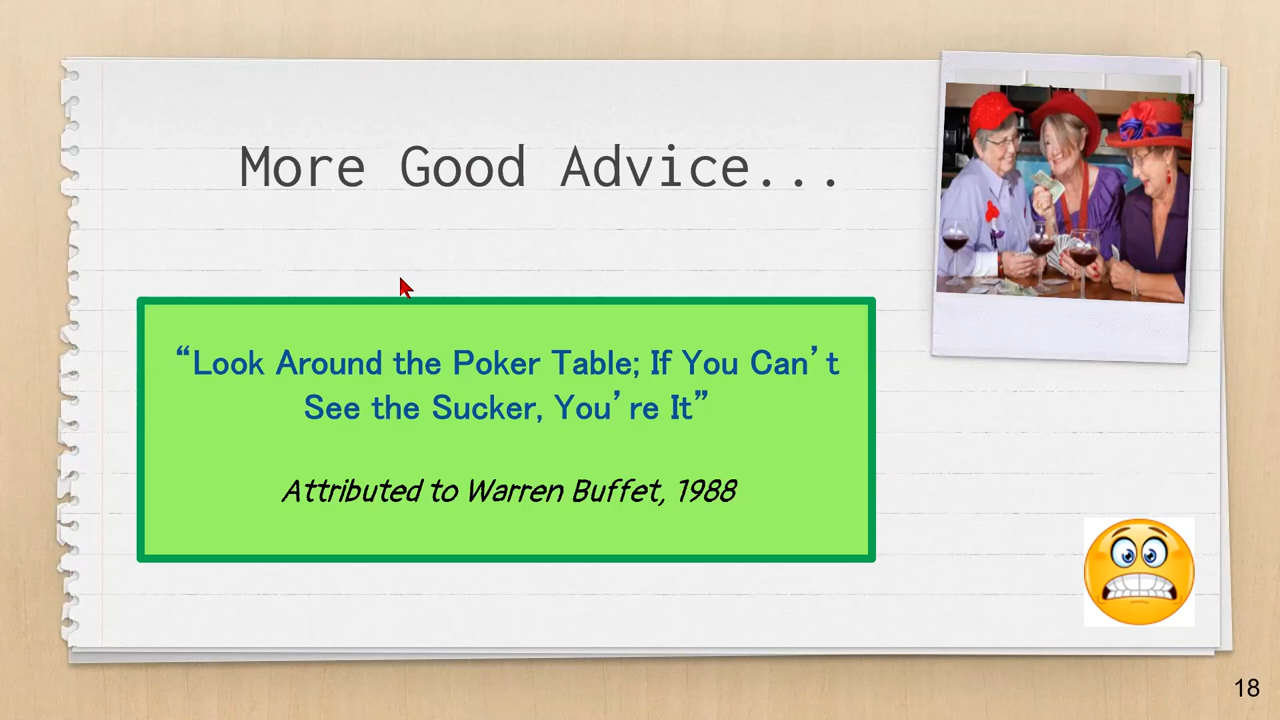 More Good Advice...
“Look Around the Poker Table; If You Can’t
See the Sucker, You’re It”
Attributed to Warren Buffet, 1988
18